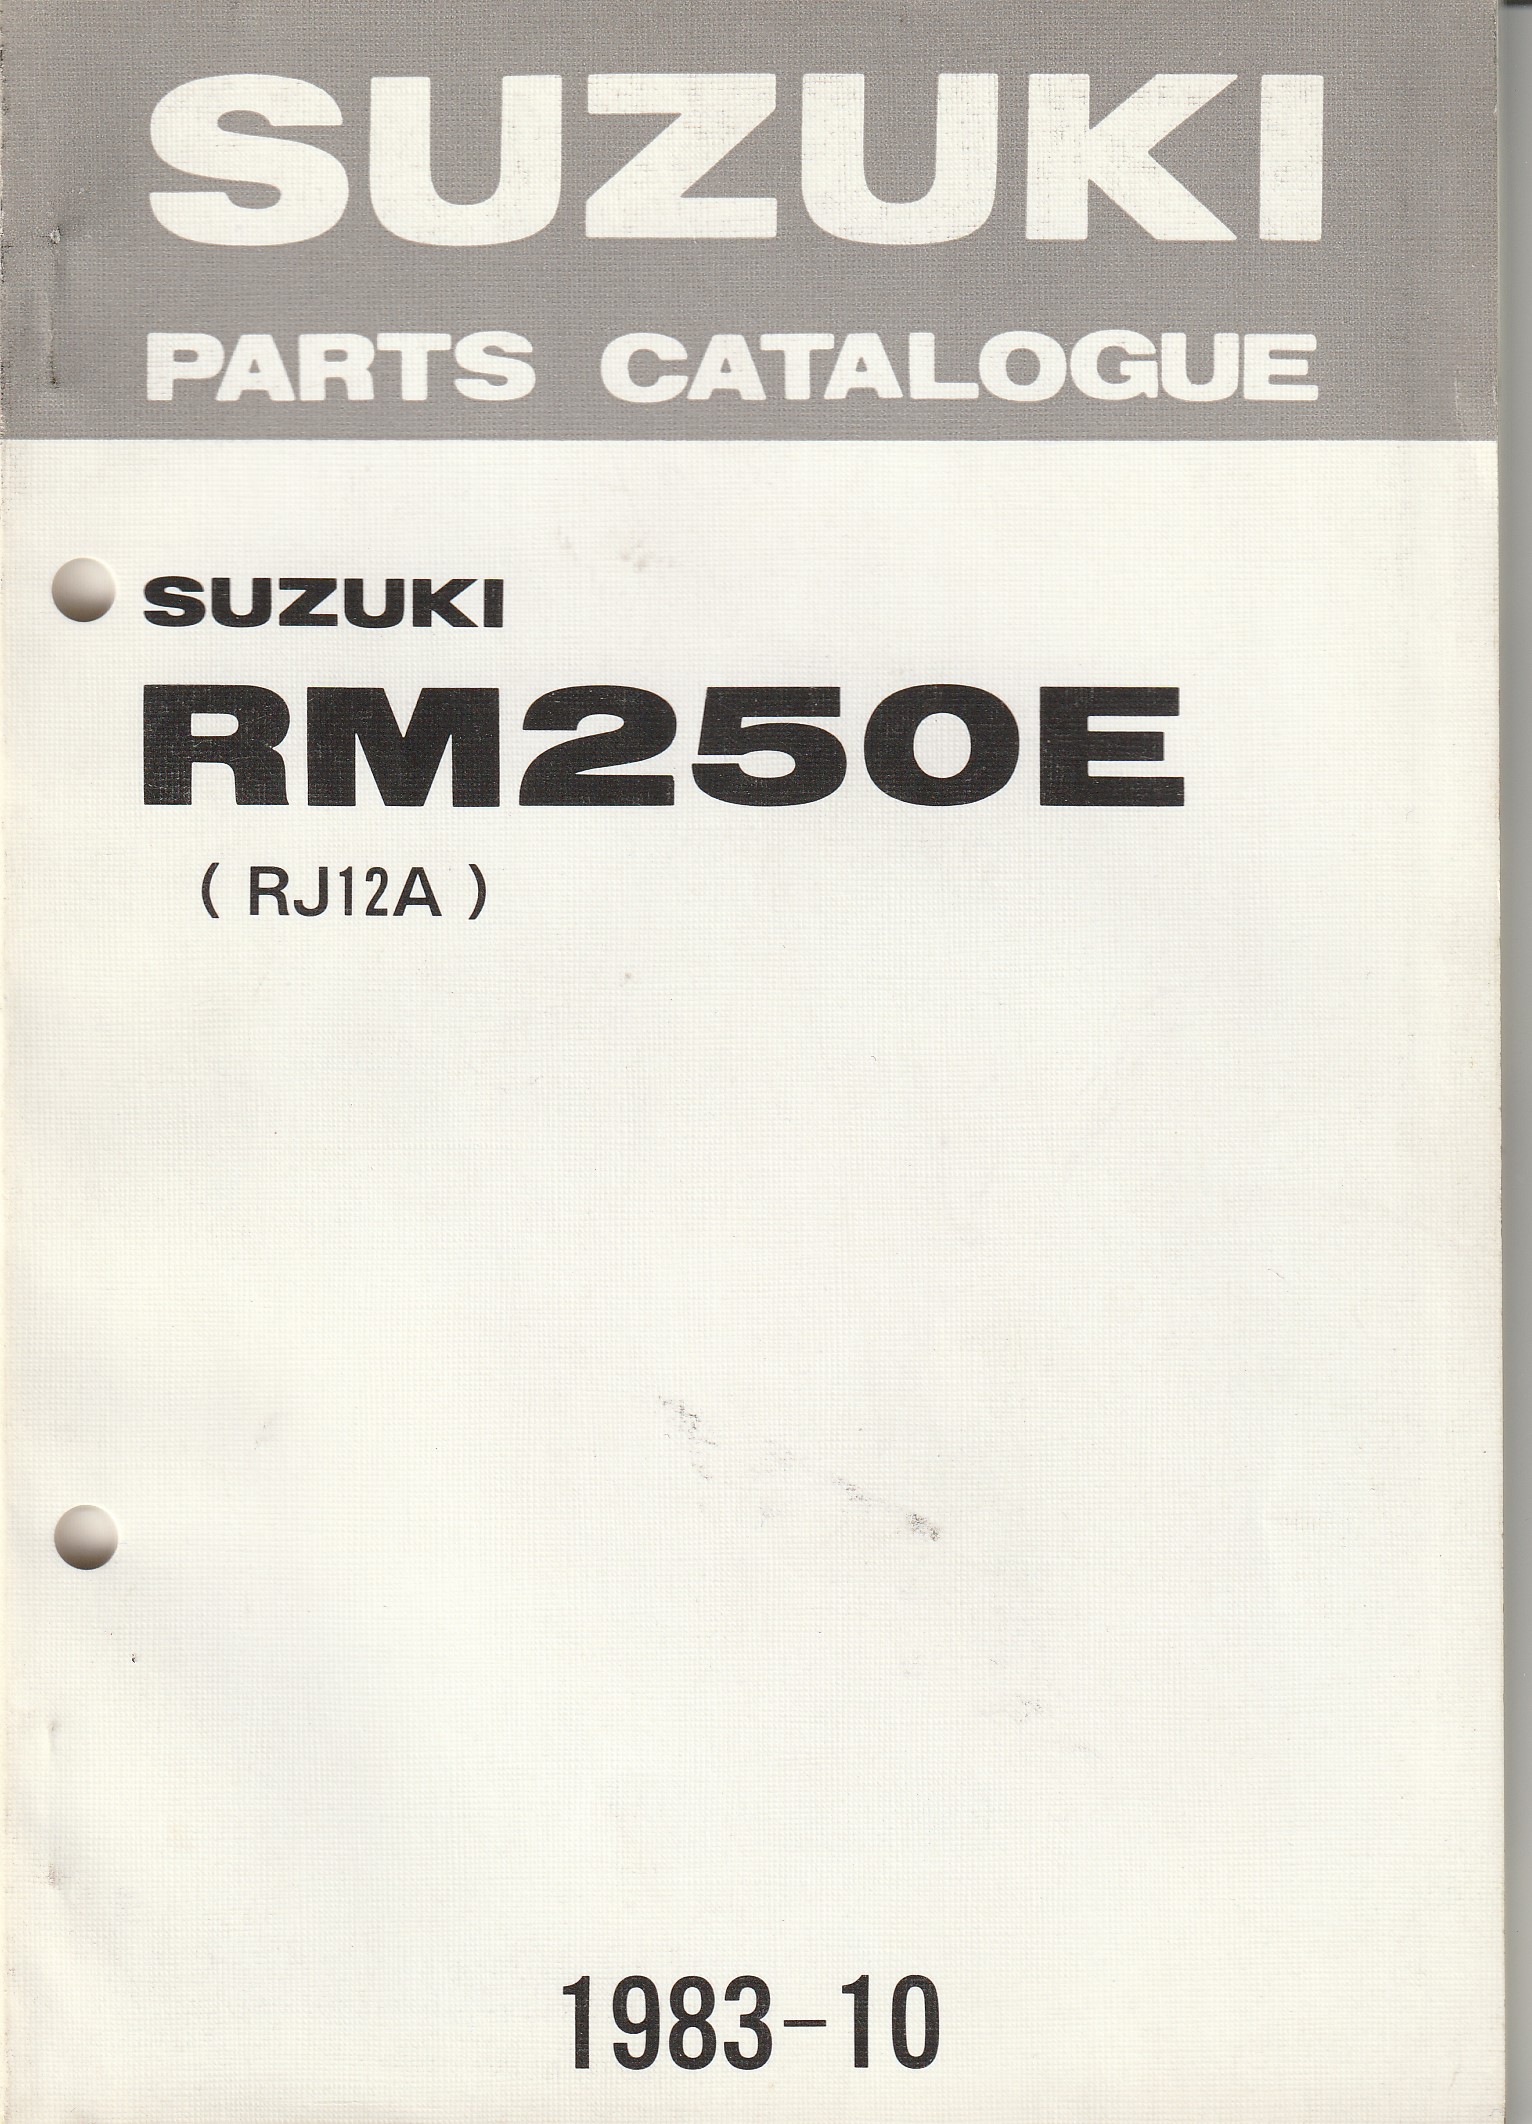 SUZUKI
PARTS CATALOGUE
SUZUKI
RM250E
( RJ12A )
1983-10